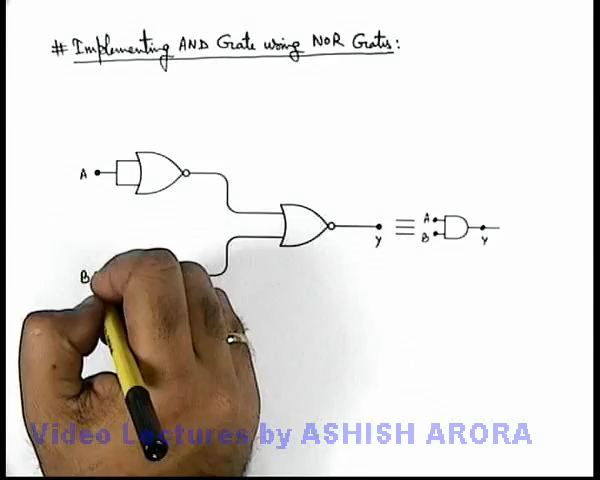 # Implementing AND Gate using NOR Gates:
A
A
B
Y
Y
B
Video Lectures by ASHISH ARORA